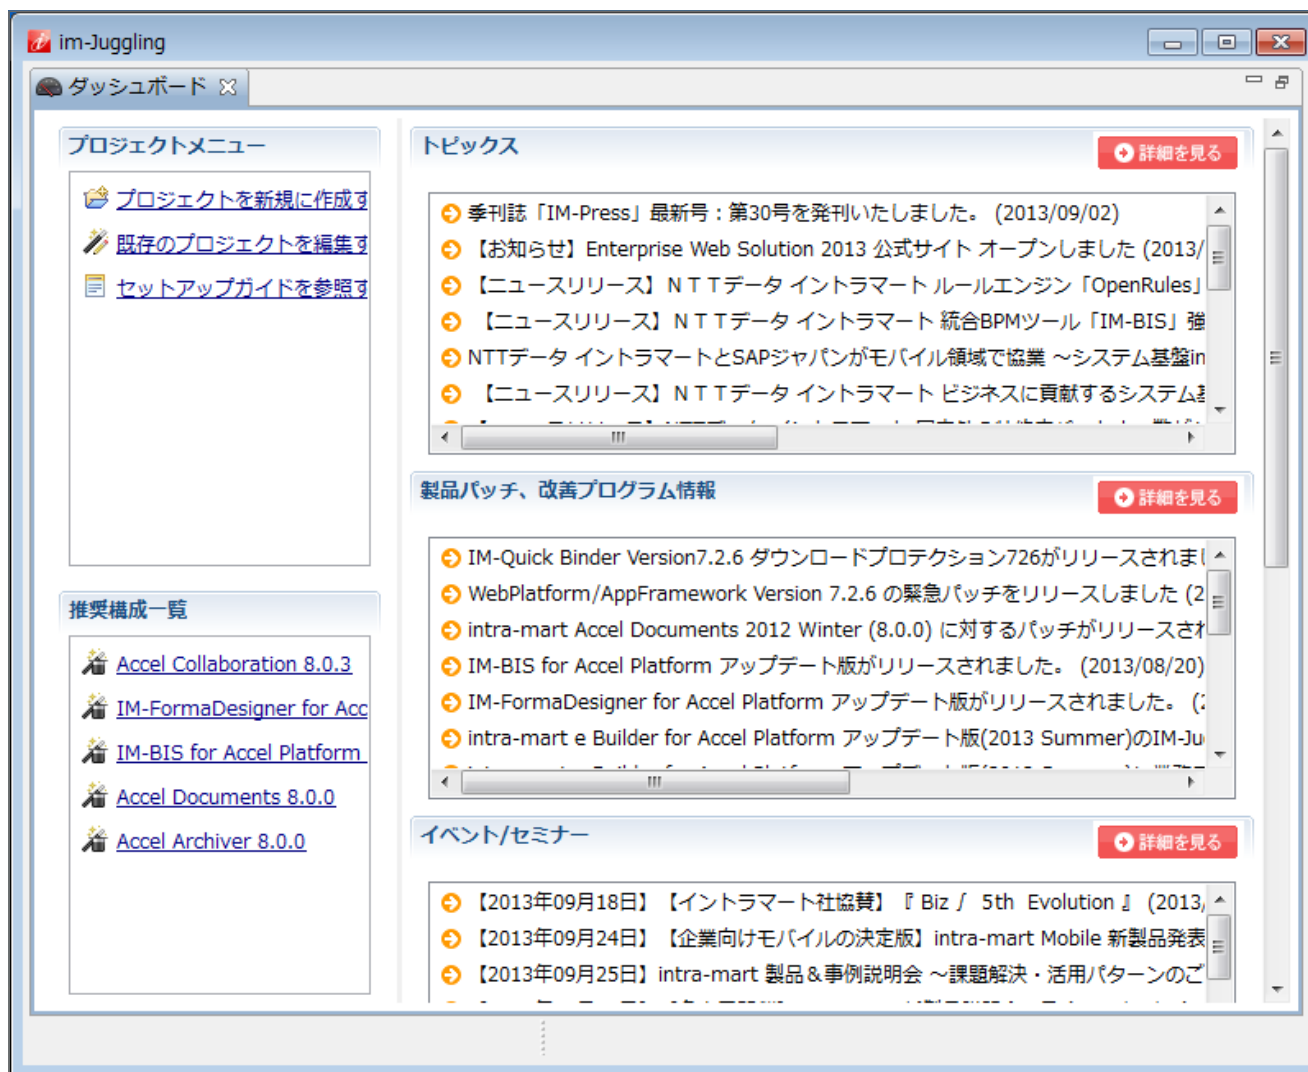 im-Juggling
ダッシュボード
プロジェクトメニュー
プロジェクトを新規に作成す
既存のプロジェクトを編集す
セットアップガイドを参照す
推奨構成一覧
Accel Collaboration 8.0.3
IM-FormaDesigner for Acc
IM-BIS for Accel Platform
Accel Documents 8.0.0
Accel Archiver 8.0.0
トピックス
詳細を見る
季刊誌「IM-Press」最新号：第30号を発刊いたしました。 (2013/09/02)
【お知らせ】Enterprise Web Solution 2013 公式サイト オープンしました (2013/
【ニュースリリース】ＮＴＴデータ イントラマート ルールエンジン「OpenRules」
【ニュースリリース】ＮＴＴデータ イントラマート 統合BPMツール「IM-BIS」強
NTTデータ イントラマートとSAPジャパンがモバイル領域で協業 ～システム基盤in
【ニュースリリース】ＮＴＴデータ イントラマート ビジネスに貢献するシステム基
製品パッチ、改善プログラム情報
詳細を見る
IM-Quick Binder Version7.2.6 ダウンロードプロテクション726がリリースされまし
WebPlatform/AppFramework Version 7.2.6 の緊急パッチをリリースしました (2
intra-mart Accel Documents 2012 Winter (8.0.0) に対するパッチがリリースされ
IM-BIS for Accel Platform アップデート版がリリースされました。 (2013/08/20)
IM-FormaDesigner for Accel Platform アップデート版がリリースされました。 (2
intra-mart e Builder for Accel Platform アップデート版(2013 Summer)のIM-Ju
イベント/セミナー
詳細を見る
【2013年09月18日】【イントラマート社協賛】『 Biz ∫ 5th Evolution 』 (2013/
【2013年09月24日】【企業向けモバイルの決定版】intra-mart Mobile 新製品発表
【2013年09月25日】intra-mart 製品＆事例説明会 ～課題解決・活用パターンのご